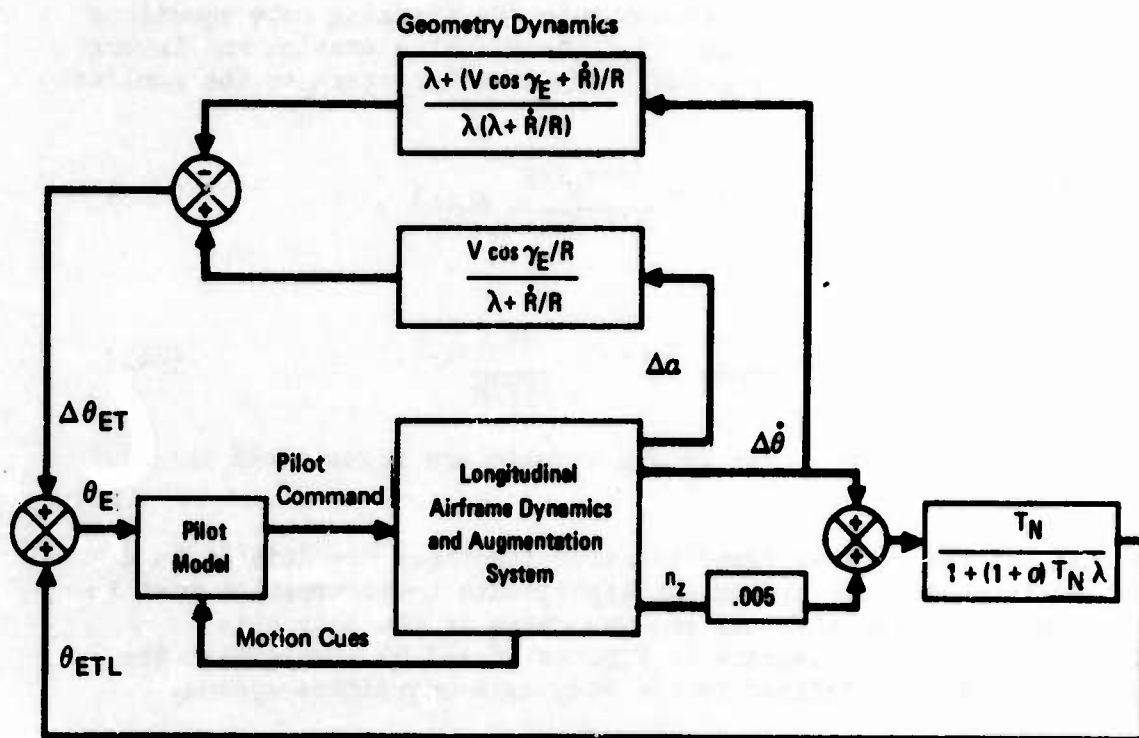 Geometry Dynamics
λ + (V cos γE + Ṙ)/R
λ(λ + Ṙ/R)
−
+
V cos γE/R
λ + Ṙ/R
Δα
Δθ̇
ΔθET
θE
+
+
Pilot
Model
Pilot
Command
Longitudinal
Airframe Dynamics
and Augmentation
System
nz
.005
+
+
TN
1 + (1 + σ) TN λ
Motion Cues
θETL